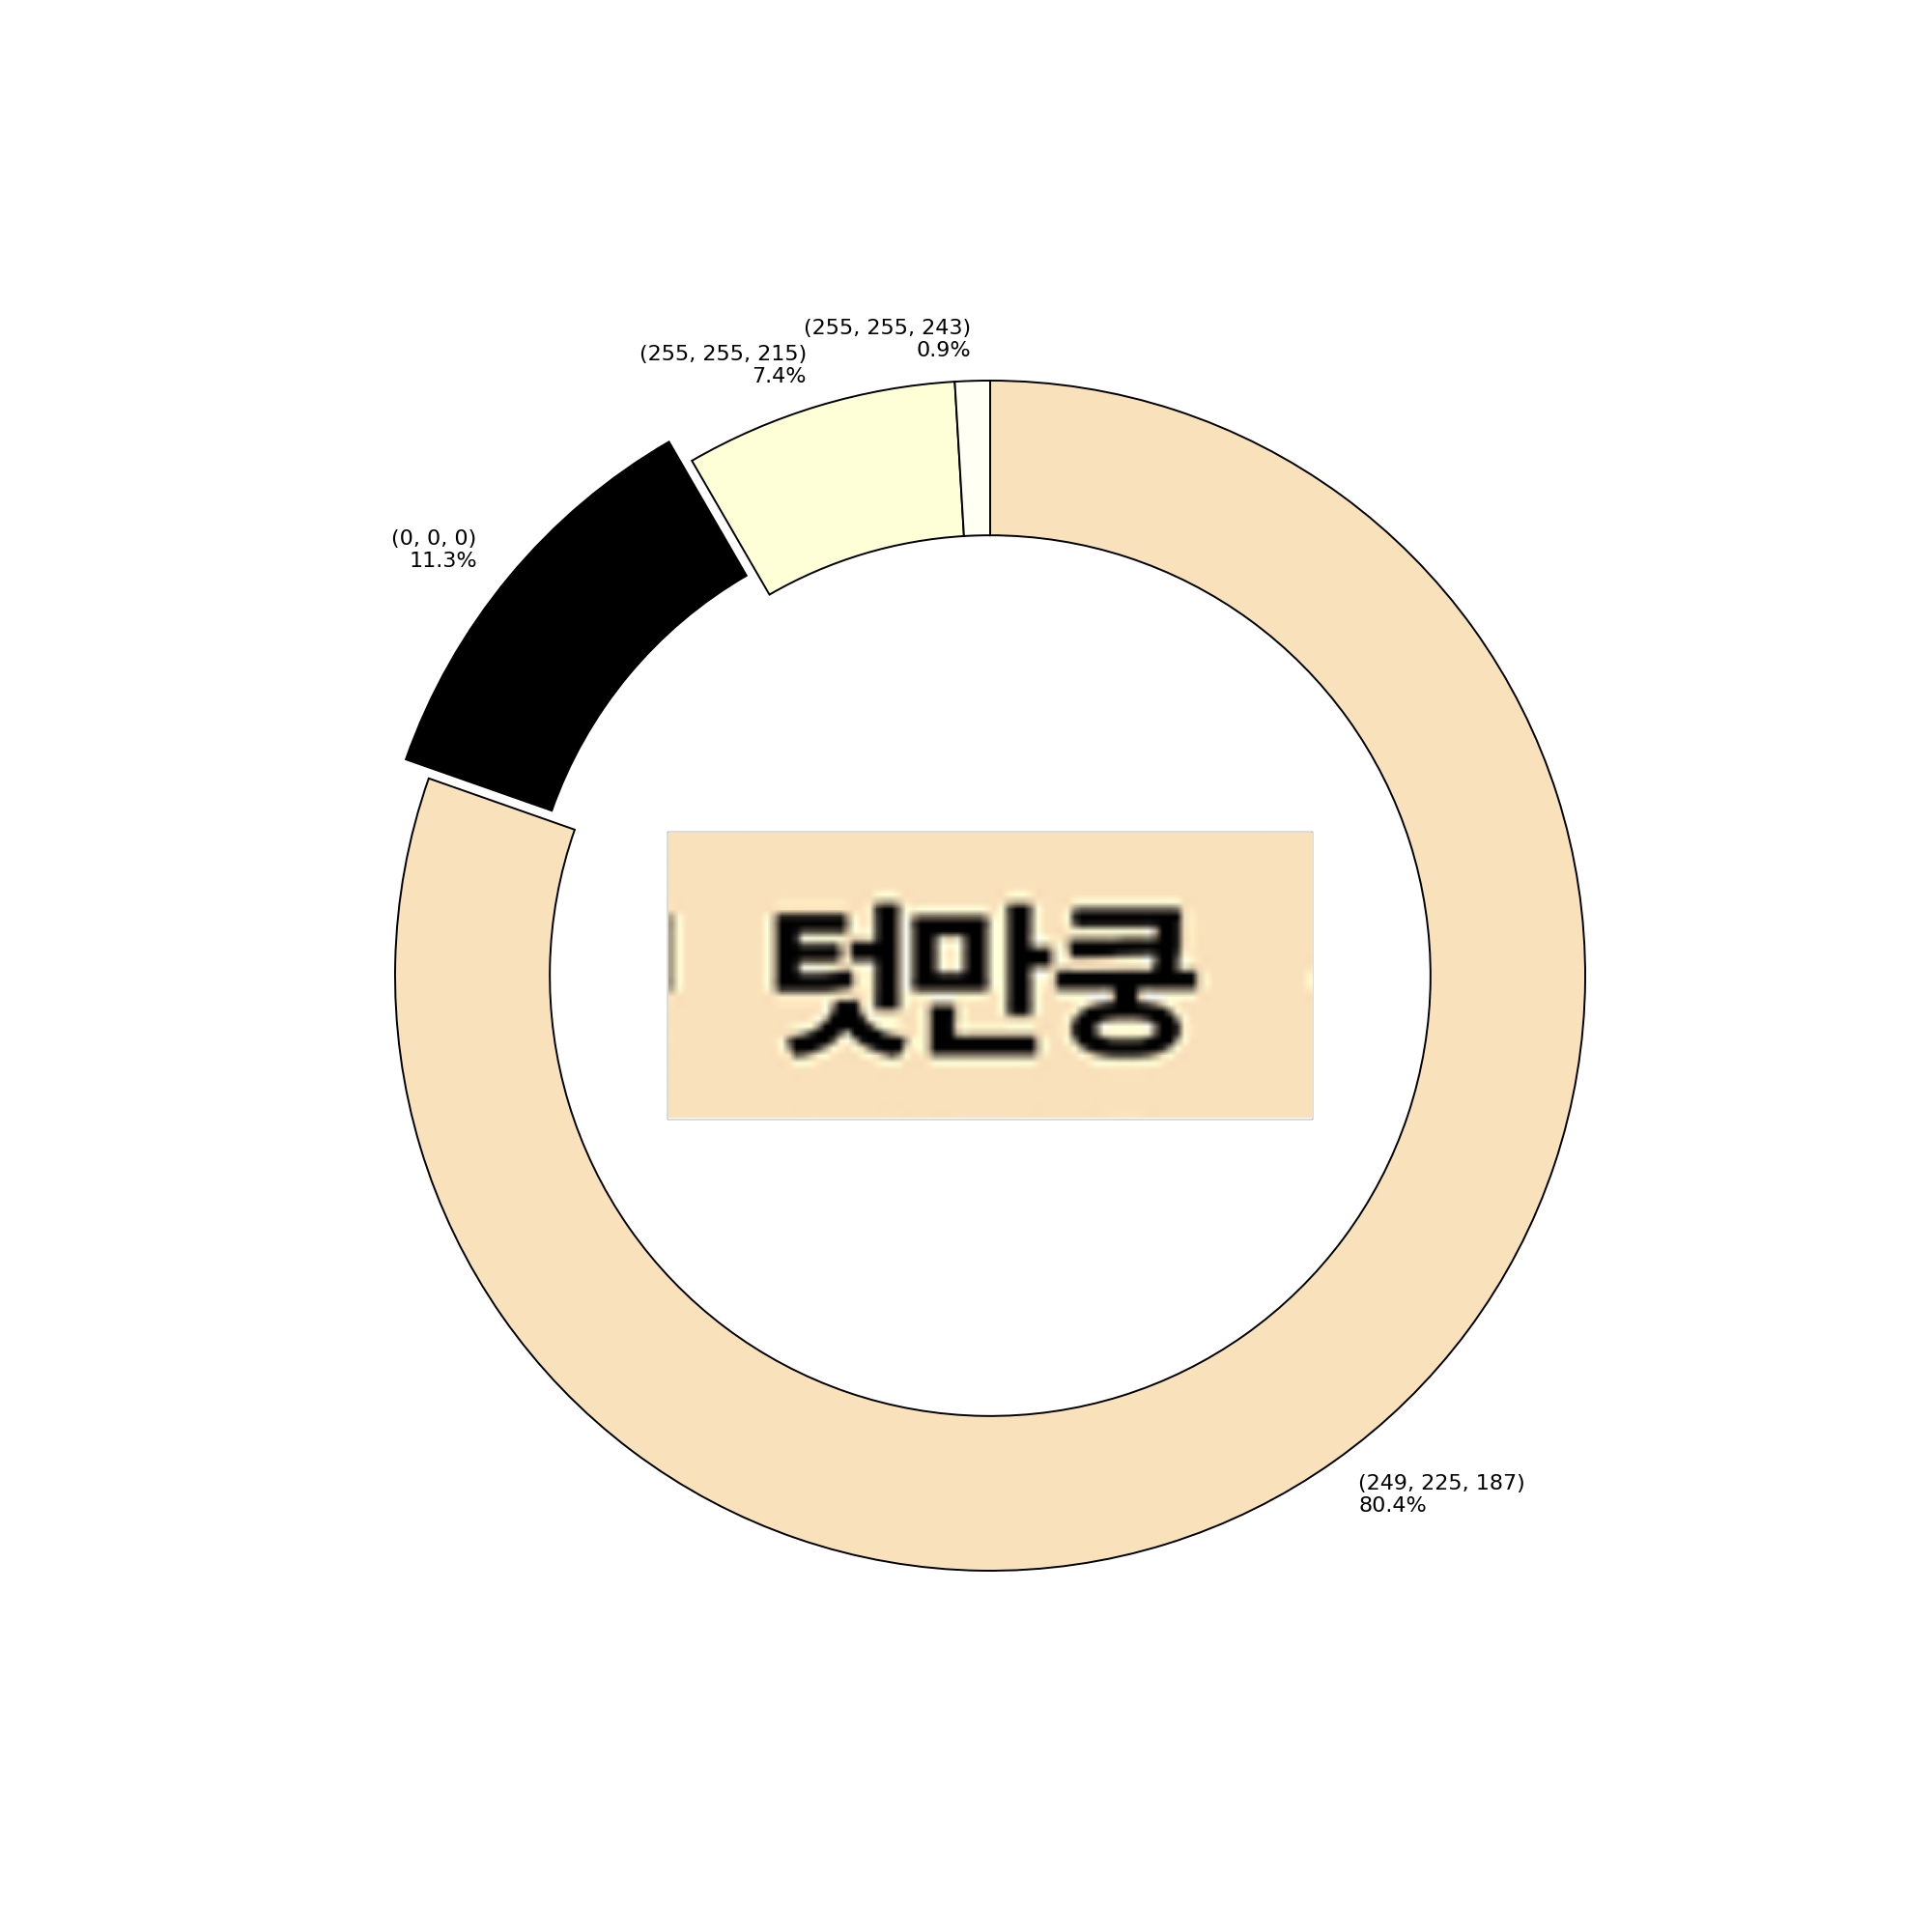 (255, 255, 243)
0.9%
(255, 255, 215)
7.4%
(0, 0, 0)
11.3%
텃만쿵
(249, 225, 187)
80.4%